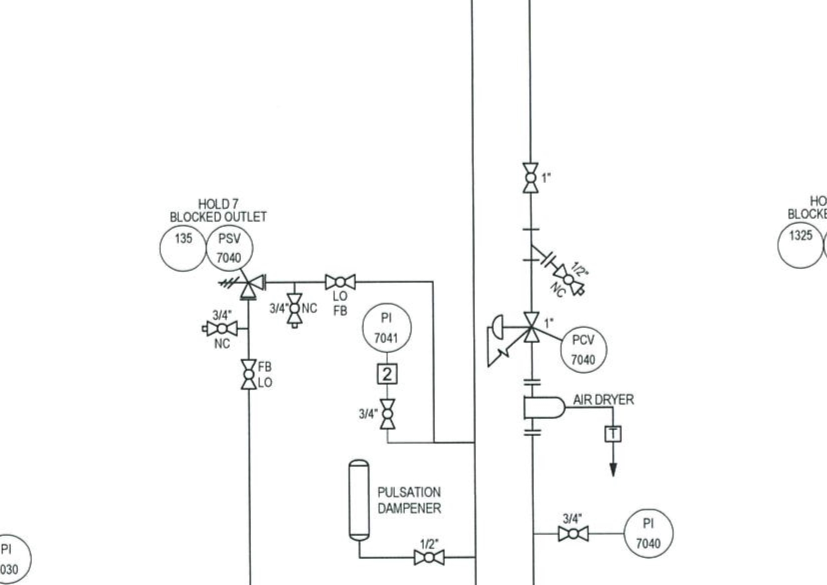 1"
HOLD 7
BLOCKED OUTLET
135
PSV
7040
HO
BLOCKE
1325
1/2"
NC
3/4"
NC
LO
FB
3/4"
NC
PI
7041
1"
PCV
7040
FB
LO
2
3/4"
AIR DRYER
T
PULSATION
DAMPENER
3/4"
PI
7040
1/2"
PI
030